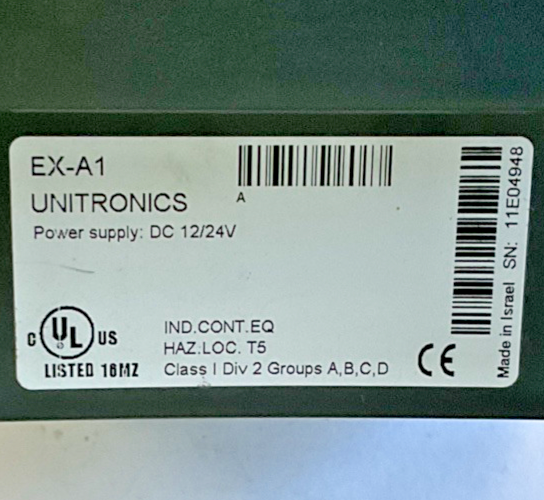 EX-A1
A
UNITRONICS
Power supply: DC 12/24V
C UL US
LISTED 16MZ
IND.CONT.EQ
HAZ.LOC. T5
Class I Div 2 Groups A,B,C,D
CE
Made in Israel SN: 11E04948